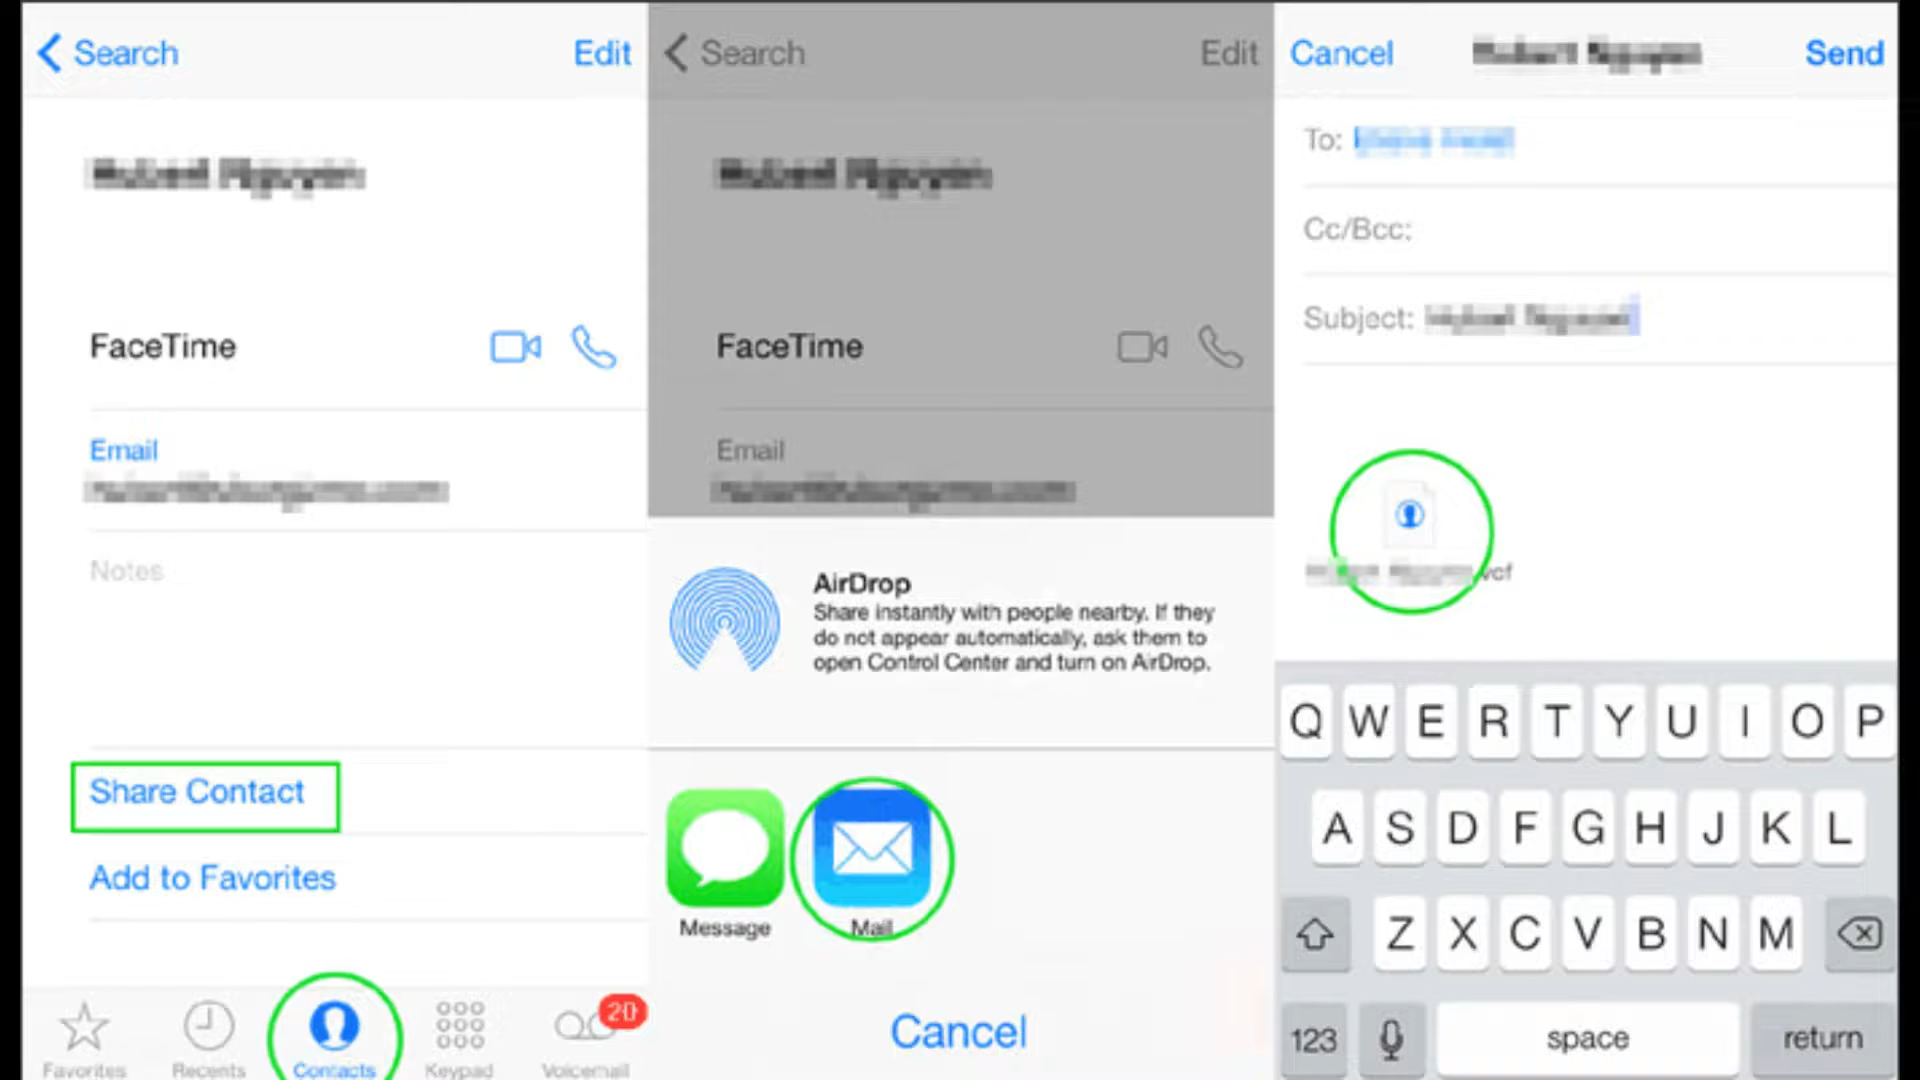 Search
Edit
FaceTime
Email
Notes
Share Contact
Add to Favorites
20
Favorites
Recents
Contacts
Keypad
Voicemail
Search
Edit
FaceTime
Email
AirDrop
Share instantly with people nearby. If they
do not appear automatically, ask them to
open Control Center and turn on AirDrop.
Message
Mail
Cancel
Cancel
Send
To:
Cc/Bcc:
Subject:
.vcf
Q W E R T Y U I O P
A S D F G H J K L
Z X C V B N M
123
space
return